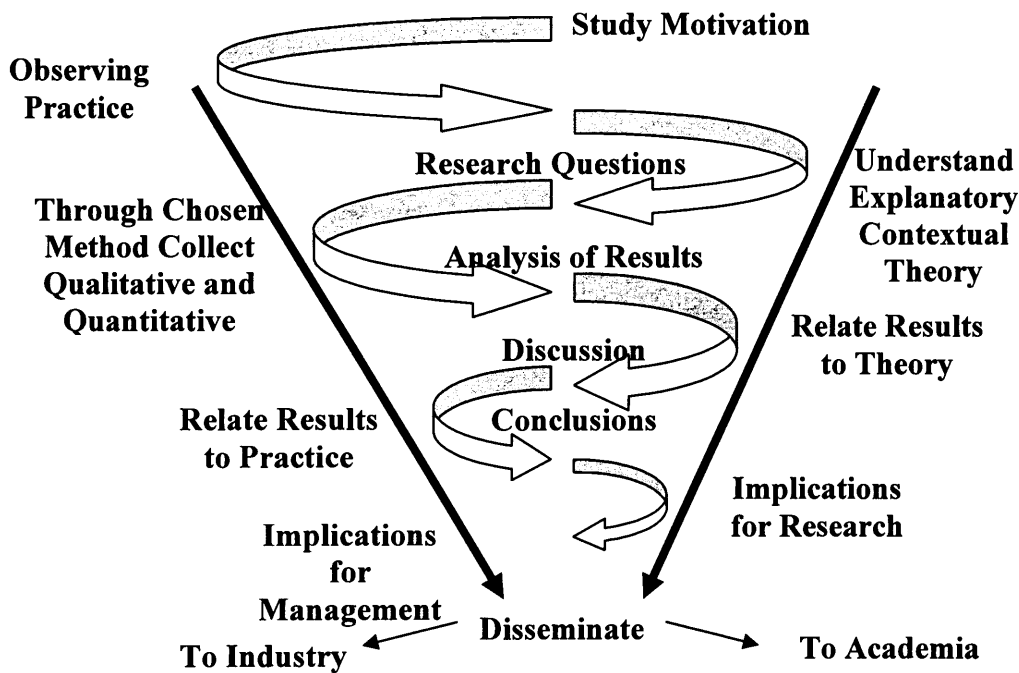 Study Motivation
Observing
Practice
Research Questions
Understand
Explanatory
Contextual
Theory
Through Chosen
Method Collect
Qualitative and
Quantitative
Analysis of Results
Relate Results
to Theory
Discussion
Conclusions
Relate Results
to Practice
Implications
for Research
Implications
for
Management
Disseminate
To Industry
To Academia